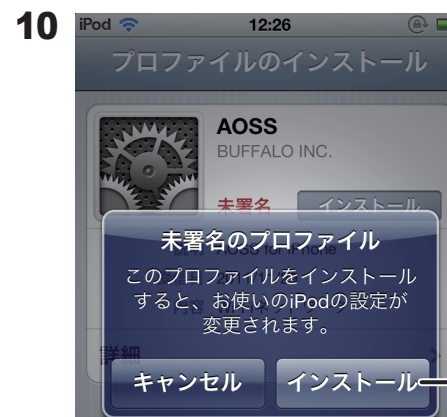 10
iPod 12:26
プロファイルのインストール
AOSS
BUFFALO INC.
未署名 インストール
未署名のプロファイル
このプロファイルをインストール
すると、お使いのiPodの設定が
変更されます。
詳細
キャンセル インストール